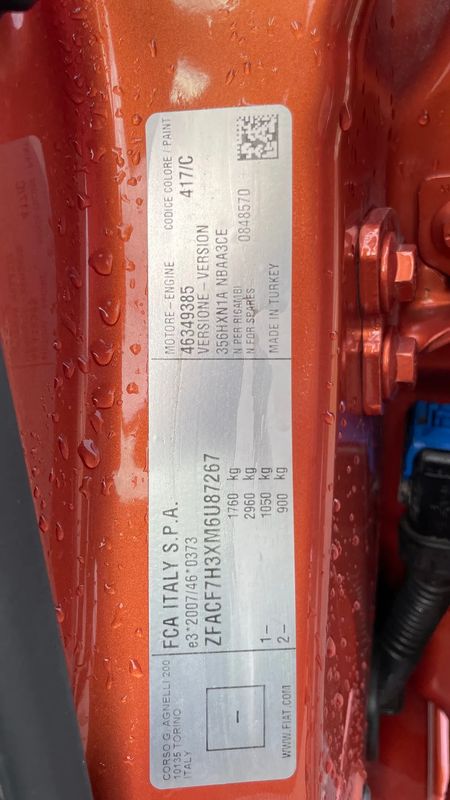 CORSO G. AGNELLI 200
10135 TORINO
ITALY
-
WWW.FIAT.COM
FCA ITALY S.P.A.
e3*2007/46*0373
ZFACF7H3XM6U87267
1760 kg
2960 kg
1- 1050 kg
2- 900 kg
MOTORE - ENGINE CODICE COLORE / PAINT
46349385 417/C
VERSIONE - VERSION
356HXN1A NBAA3CE
N PER RICAMBI
N FOR SPARES 0848570
MADE IN TURKEY